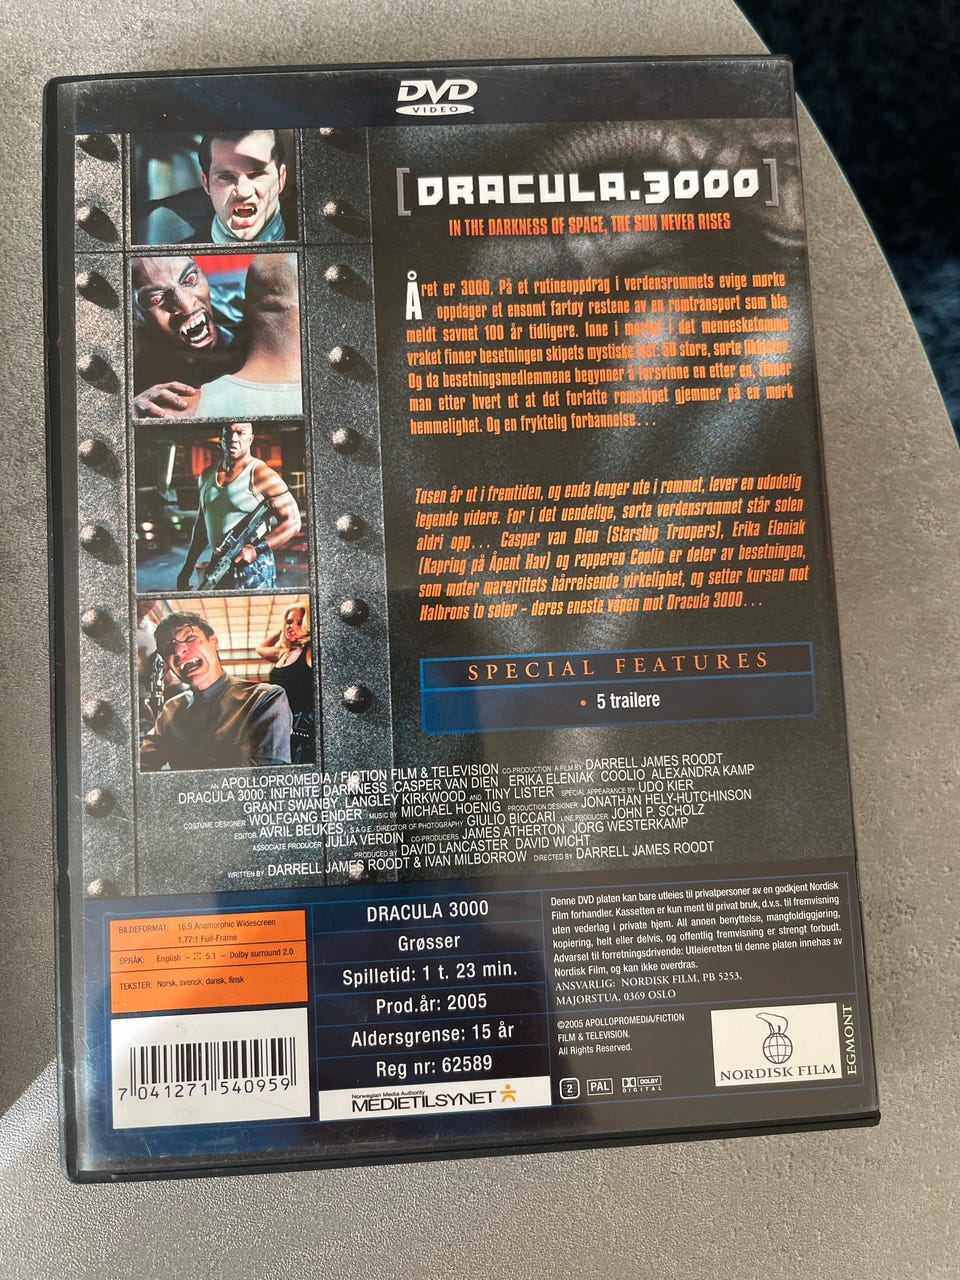 DVD
VIDEO
[DRACULA.3000]
IN THE DARKNESS OF SPACE, THE SUN NEVER RISES
Året er 3000. På et rutineoppdrag i verdensrommets evige mørke
oppdager et ensomt fartøy restene av en romtransport som ble
meldt savnet 100 år tidligere. Inne i mørket i det mennesketomme
vraket finner besetningen skipets mystiske last: 50 store, sorte likkister.
Og da besetningsmedlemmene begynner å forsvinne en etter en, finner
man etter hvert ut at det forlatte romskipet gjemmer på en mørk
hemmelighet. Og en fryktelig forbannelse...
Tusen år ut i fremtiden, og enda lenger ute i rommet, lever en udødelig
legende videre. For i det uendelige, sorte verdensrommet står solen
aldri opp... Casper van Dien (Starship Troopers), Erika Eleniak
(Kapring på Åpent Hav) og rapperen Coolio er deler av besetningen,
som møter marerittets hårreisende virkelighet, og setter kursen mot
Halbrons to soler - deres eneste våpen mot Dracula 3000...
SPECIAL FEATURES
• 5 trailere
AN APOLLOPROMEDIA / FICTION FILM & TELEVISION CO-PRODUCTION A FILM BY DARRELL JAMES ROODT
DRACULA 3000: INFINITE DARKNESS CASPER VAN DIEN ERIKA ELENIAK COOLIO ALEXANDRA KAMP
GRANT SWANBY LANGLEY KIRKWOOD AND TINY LISTER SPECIAL APPEARANCE BY UDO KIER
COSTUME DESIGNER WOLFGANG ENDER MUSIC BY MICHAEL HOENIG PRODUCTION DESIGNER JONATHAN HELY-HUTCHINSON
EDITOR AVRIL BEUKES, S.A.G.E. DIRECTOR OF PHOTOGRAPHY GIULIO BICCARI LINE PRODUCER JOHN P. SCHOLZ
ASSOCIATE PRODUCER JULIA VERDIN CO-PRODUCERS JAMES ATHERTON JÖRG WESTERKAMP
PRODUCED BY DAVID LANCASTER DAVID WICHT
WRITTEN BY DARRELL JAMES ROODT & IVAN MILBORROW DIRECTED BY DARRELL JAMES ROODT
BILDEFORMAT: 16:9 Anamorphic Widescreen
1.77:1 Full-Frame
SPRÅK: English - 5.1 - Dolby surround 2.0
TEKSTER: Norsk, svensk, dansk, finsk
7 041271 540959
DRACULA 3000
Grøsser
Spilletid: 1 t. 23 min.
Prod.år: 2005
Aldersgrense: 15 år
Reg nr: 62589
Norwegian Media Authority
MEDIETILSYNET
Denne DVD platen kan bare utleies til privatpersoner av en godkjent Nordisk
Film forhandler. Kassetten er kun ment til privat bruk, d.v.s. til fremvisning
uten vederlag i private hjem. All annen benyttelse, mangfoldiggjøring,
kopiering, helt eller delvis, og offentlig fremvisning er strengt forbudt.
Advarsel til forretningsdrivende: Utleieretten til denne platen innehas av
Nordisk Film, og kan ikke overdras.
ANSVARLIG: NORDISK FILM, PB 5253,
MAJORSTUA, 0369 OSLO
©2005 APOLLOPROMEDIA/FICTION
FILM & TELEVISION.
All Rights Reserved.
2 PAL DOLBY
DIGITAL
NORDISK FILM
EGMONT